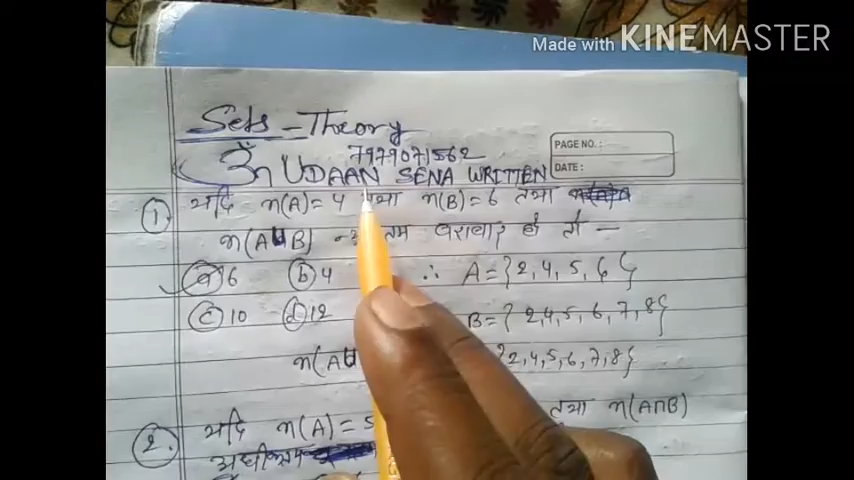 Made with KINEMASTER
Sets - Theory
7979071562
ॐ UDAAN SENA WRITTEN
PAGE NO.:
DATE:
① यदि n(A) = 4 तथा n(B) = 6 तथा
n(A∪B) बराबर हो तो —
ⓐ 6 ⓑ 4 ∴ A = {2, 4, 5, 6}
ⓒ 10 ⓓ 12 B = {2, 4, 5, 6, 7, 8}
n(A∪ {2, 4, 5, 6, 7, 8}
2. यदि n(A) = 5 तथा n(A∩B)